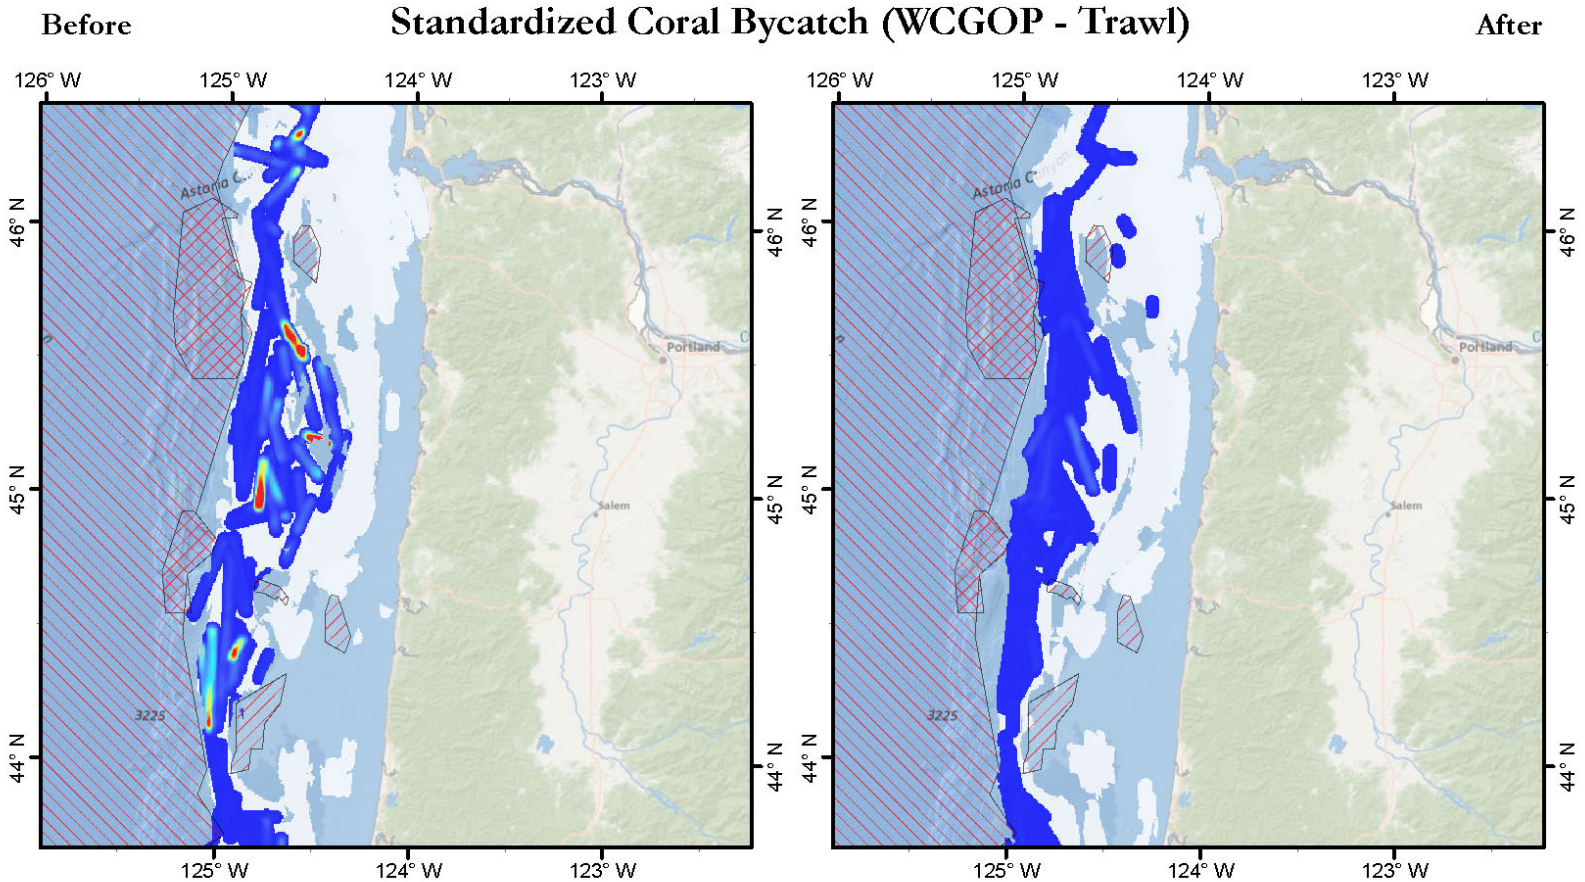 Before
Standardized Coral Bycatch (WCGOP - Trawl)
After
126° W 125° W 124° W 123° W
126° W 125° W 124° W 123° W
46° N
45° N
44° N
Astoria C
3225
Portland
Salem
46° N
45° N
44° N
125° W 124° W 123° W
46° N
45° N
44° N
Astoria Canyon
3225
Portland
Salem
46° N
45° N
44° N
125° W 124° W 123° W